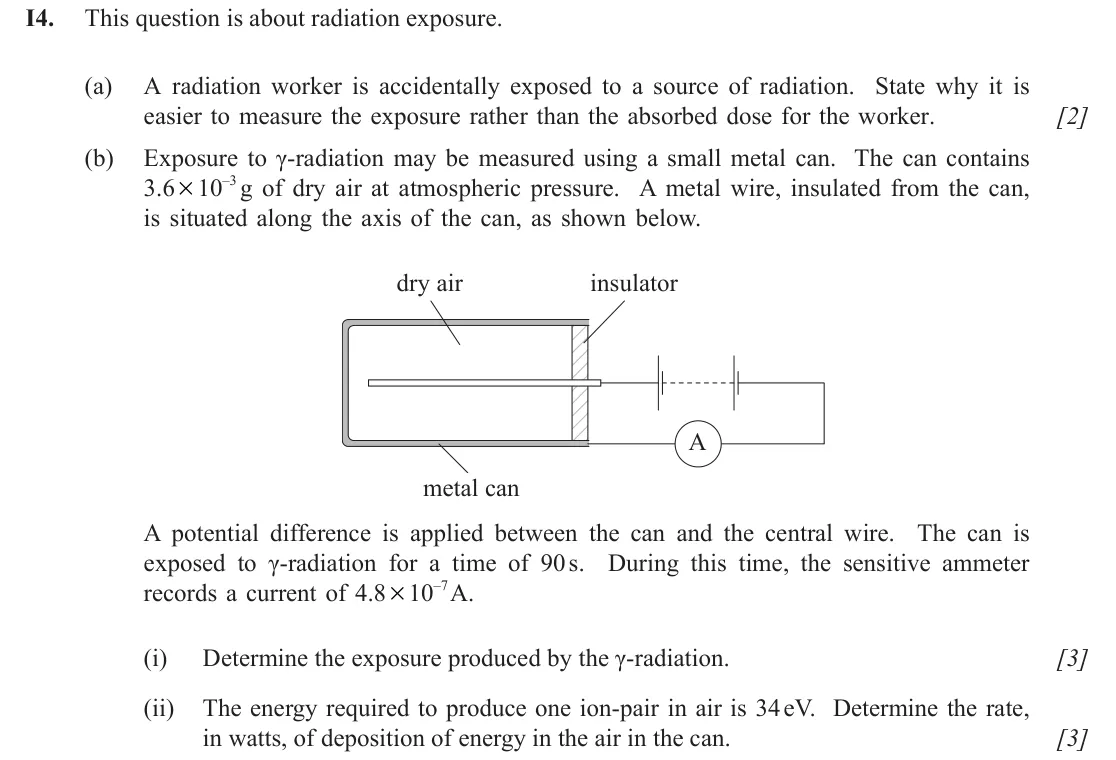 I4. This question is about radiation exposure.
(a) A radiation worker is accidentally exposed to a source of radiation. State why it is
easier to measure the exposure rather than the absorbed dose for the worker. [2]
(b) Exposure to γ-radiation may be measured using a small metal can. The can contains
3.6×10⁻³g of dry air at atmospheric pressure. A metal wire, insulated from the can,
is situated along the axis of the can, as shown below.
dry air insulator
A
metal can
A potential difference is applied between the can and the central wire. The can is
exposed to γ-radiation for a time of 90s. During this time, the sensitive ammeter
records a current of 4.8×10⁻⁷A.
(i) Determine the exposure produced by the γ-radiation. [3]
(ii) The energy required to produce one ion-pair in air is 34eV. Determine the rate,
in watts, of deposition of energy in the air in the can. [3]